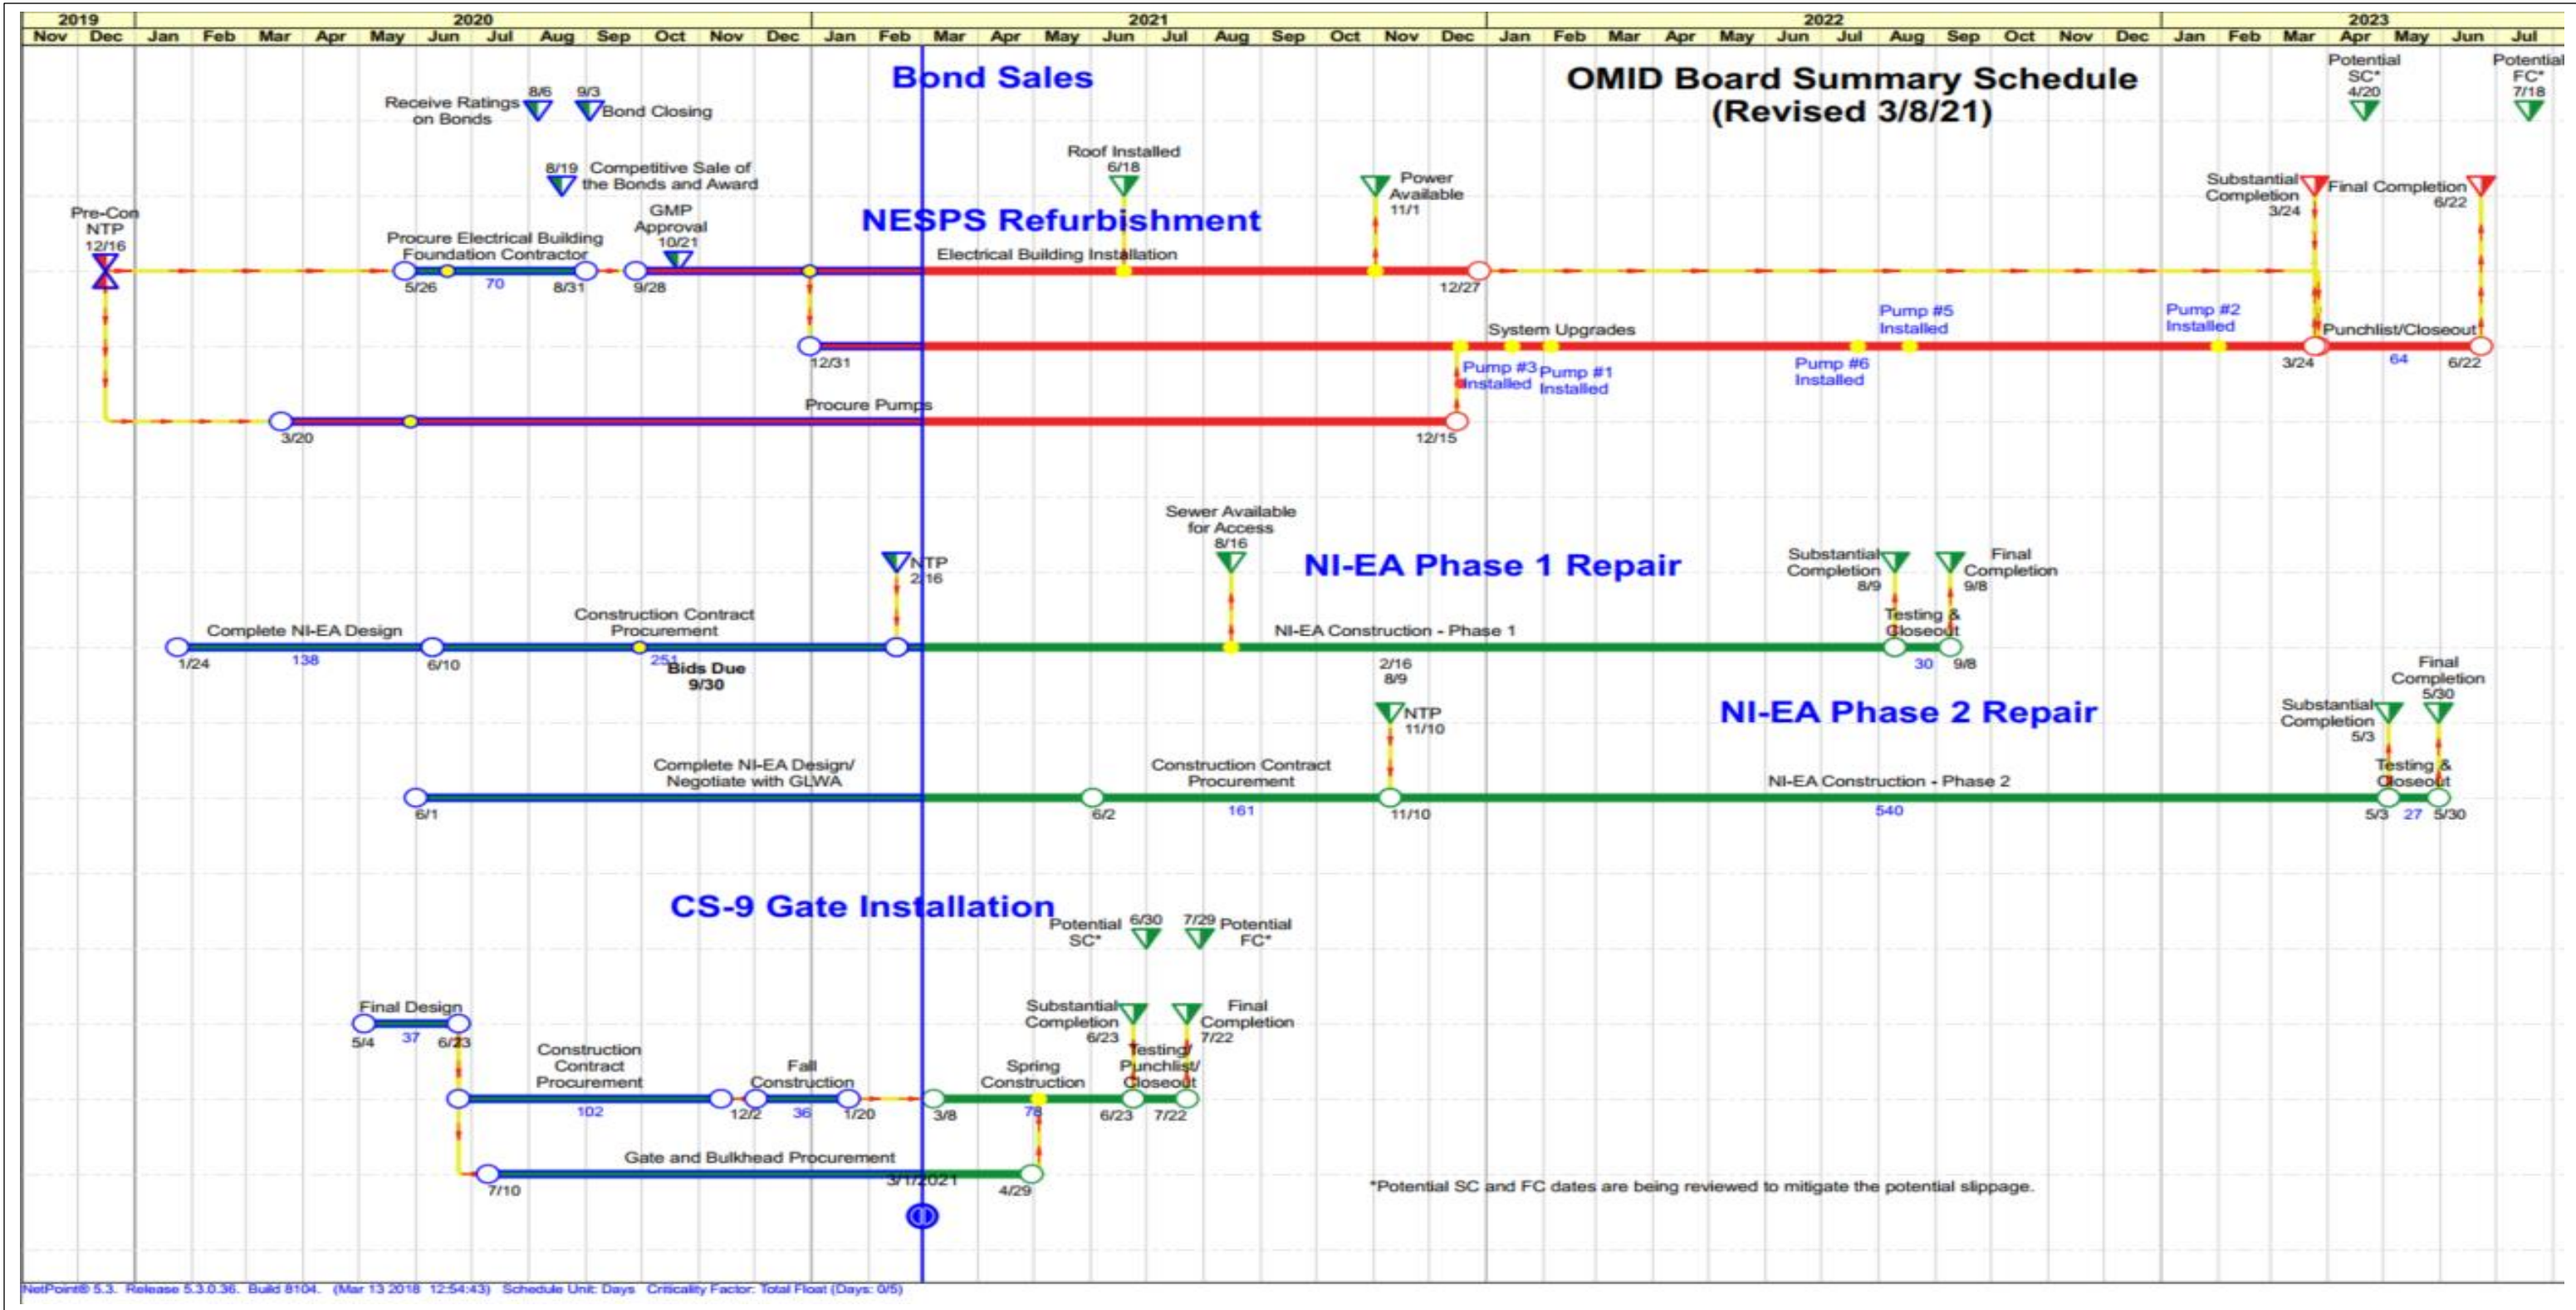 2019 2020 2021 2022 2023
Nov Dec Jan Feb Mar Apr May Jun Jul Aug Sep Oct Nov Dec Jan Feb Mar Apr May Jun Jul Aug Sep Oct Nov Dec Jan Feb Mar Apr May Jun Jul Aug Sep Oct Nov Dec Jan Feb Mar Apr May Jun Jul
Bond Sales
OMID Board Summary Schedule
(Revised 3/8/21)
Potential
SC*
4/20
Potential
FC*
7/18
Receive Ratings
on Bonds
8/6
9/3
Bond Closing
8/19
Competitive Sale of
the Bonds and Award
NESPS Refurbishment
Pre-Con
NTP
12/16
Procure Electrical Building
Foundation Contractor
5/26
70
8/31
GMP
Approval
10/21
9/28
Roof Installed
6/18
Electrical Building Installation
Power
Available
11/1
12/27
Substantial
Completion
3/24
Final Completion
6/22
12/31
System Upgrades
Pump #3
Installed
Pump #1
Installed
Pump #6
Installed
Pump #5
Installed
Pump #2
Installed
3/24
Punchlist/Closeout
64
6/22
Procure Pumps
3/20
12/15
NI-EA Phase 1 Repair
Sewer Available
for Access
8/16
NTP
2/16
Substantial
Completion
8/9
Final
Completion
9/8
Complete NI-EA Design
1/24
138
6/10
Construction Contract
Procurement
251
Bids Due
9/30
NI-EA Construction - Phase 1
2/16
8/9
Testing &
Closeout
30
9/8
NI-EA Phase 2 Repair
NTP
11/10
Substantial
Completion
5/3
Final
Completion
5/30
Complete NI-EA Design/
Negotiate with GLWA
6/1
6/2
Construction Contract
Procurement
161
11/10
NI-EA Construction - Phase 2
540
Testing &
Closeout
5/3
27
5/30
CS-9 Gate Installation
Potential
SC*
6/30
7/29
Potential
FC*
Final Design
5/4
37
6/23
Substantial
Completion
6/23
Final
Completion
7/22
Construction
Contract
Procurement
102
Fall
Construction
12/2
36
1/20
Spring
Construction
3/8
78
Testing/
Punchlist/
Closeout
6/23
7/22
Gate and Bulkhead Procurement
7/10
3/1/2021
4/29
*Potential SC and FC dates are being reviewed to mitigate the potential slippage.
NetPoint® 5.3. Release 5.3.0.36. Build 8104. (Mar 13 2018 12:54:43) Schedule Unit: Days Criticality Factor: Total Float (Days: 0/5)